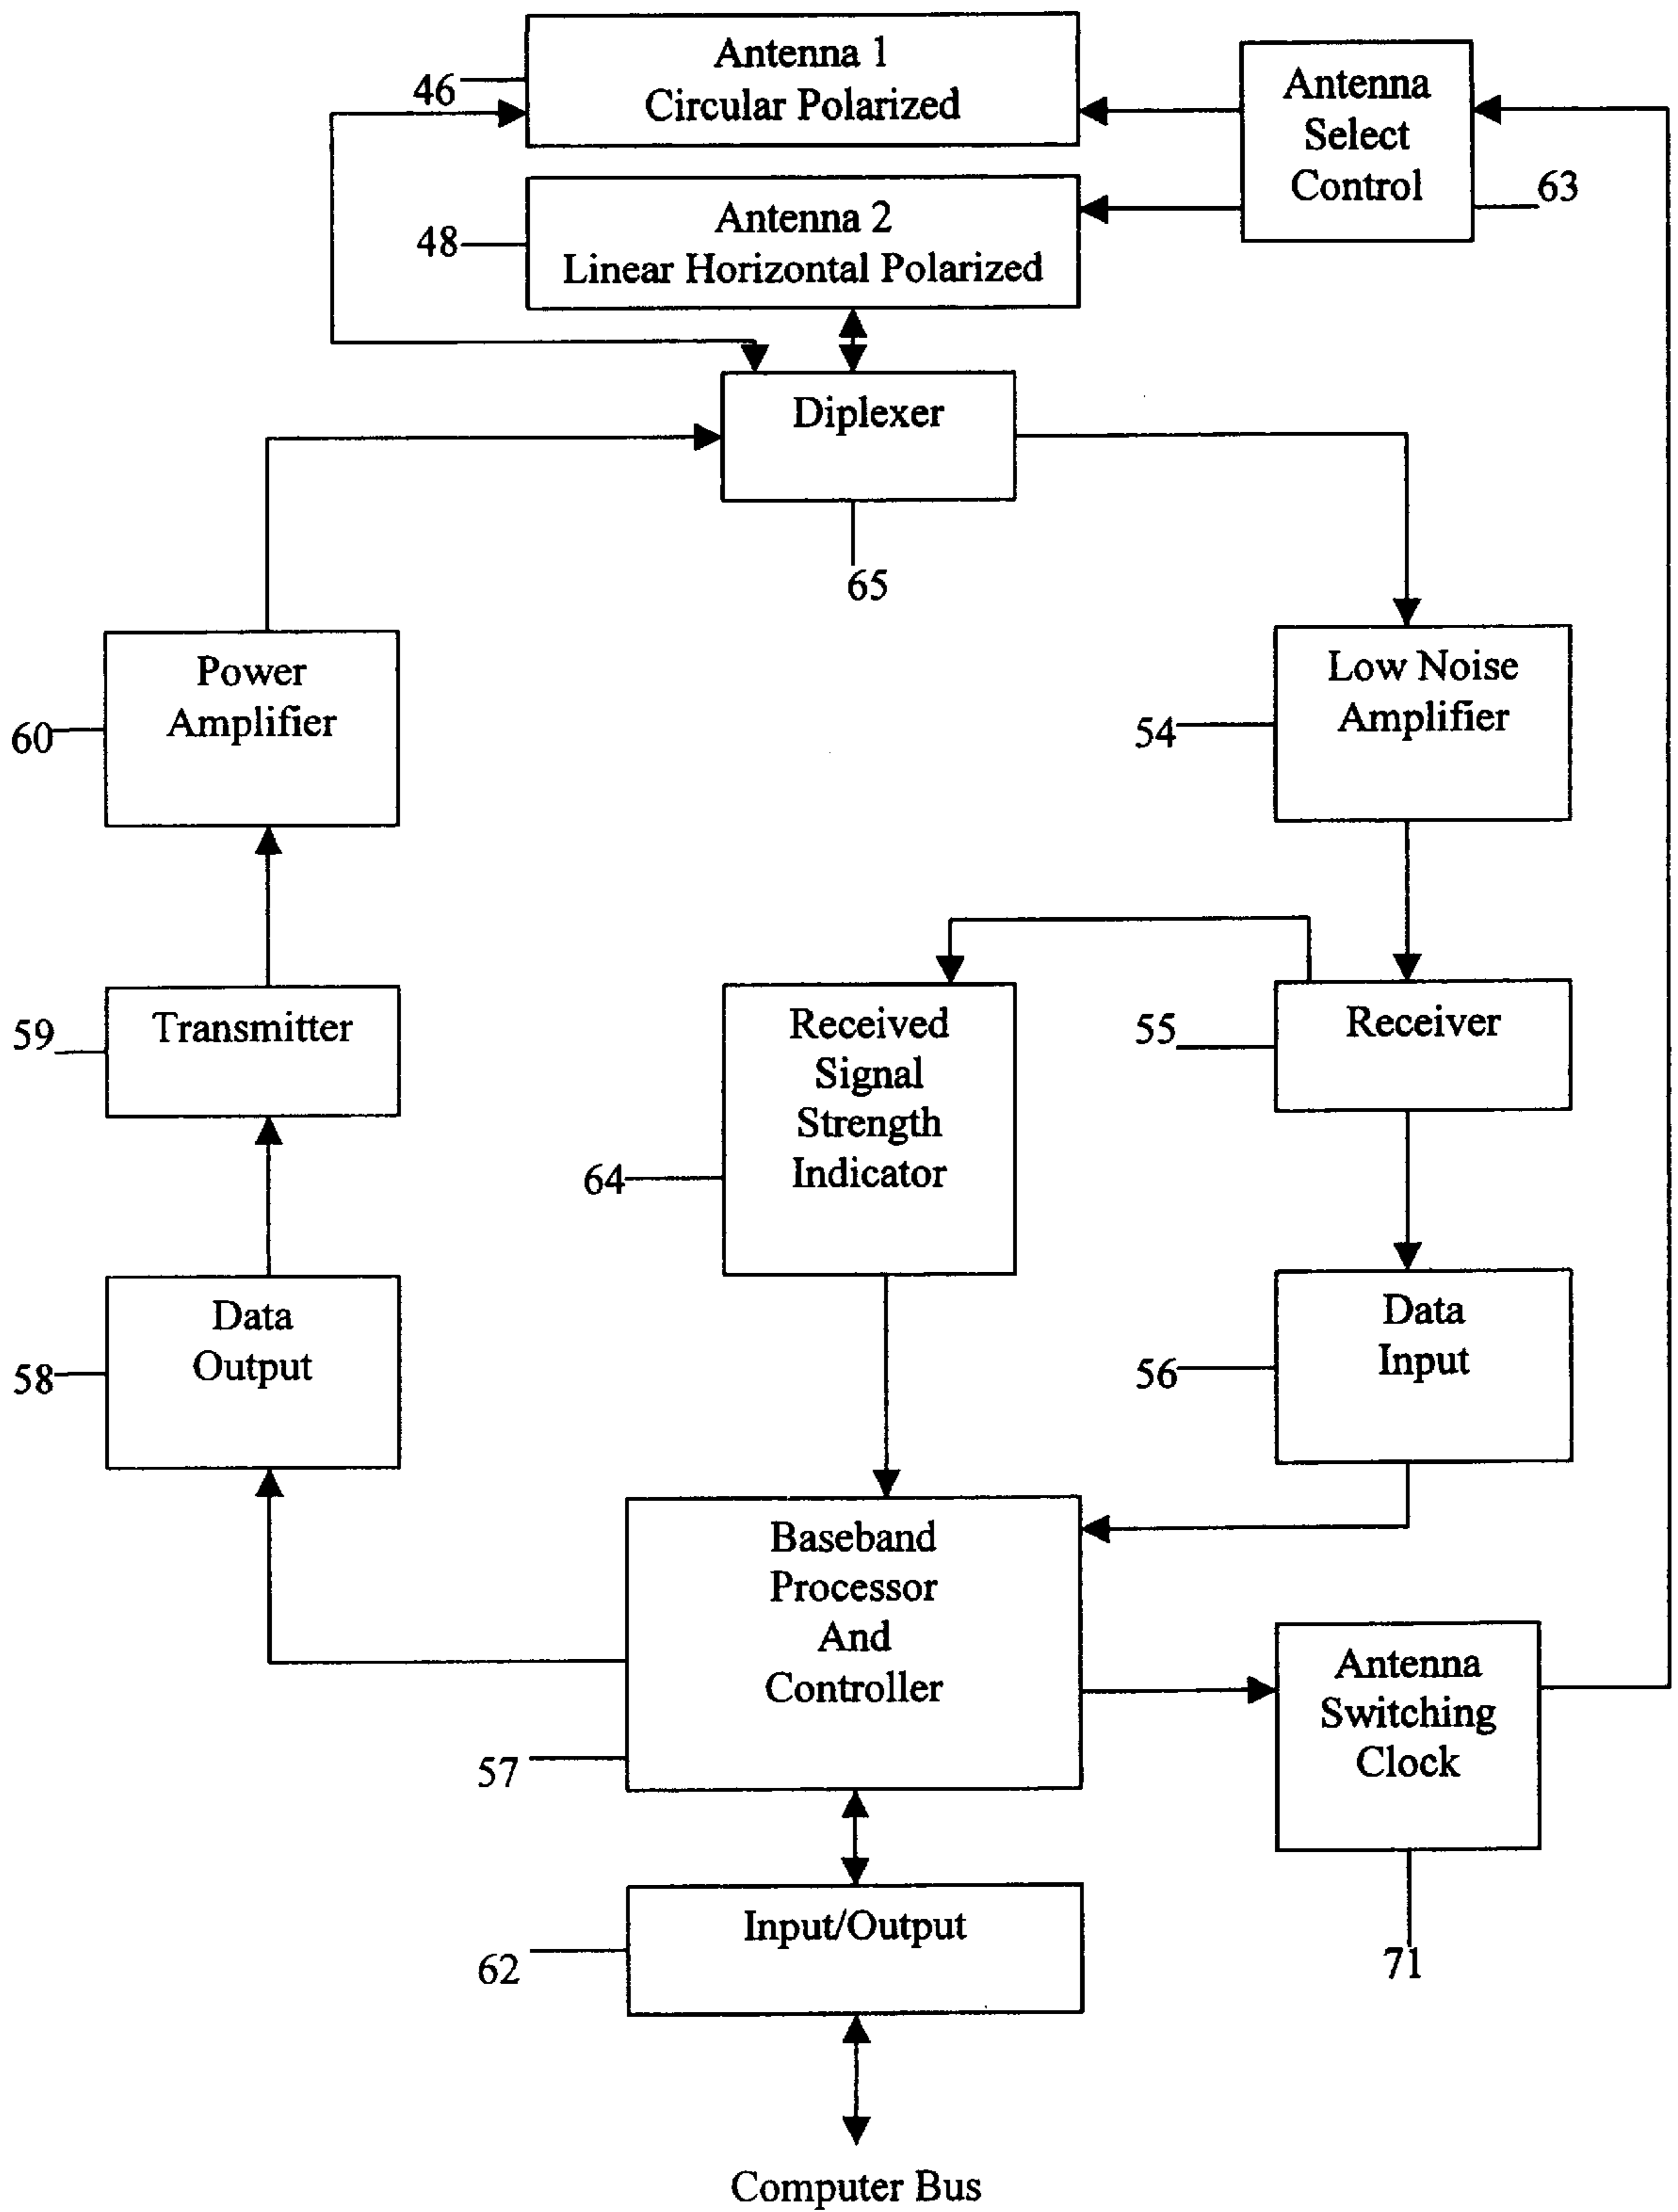 46
Antenna 1
Circular Polarized
Antenna
Select
Control
63
48
Antenna 2
Linear Horizontal Polarized
Diplexer
65
60
Power
Amplifier
54
Low Noise
Amplifier
59
Transmitter
64
Received
Signal
Strength
Indicator
55
Receiver
58
Data
Output
56
Data
Input
57
Baseband
Processor
And
Controller
Antenna
Switching
Clock
71
62
Input/Output
Computer Bus